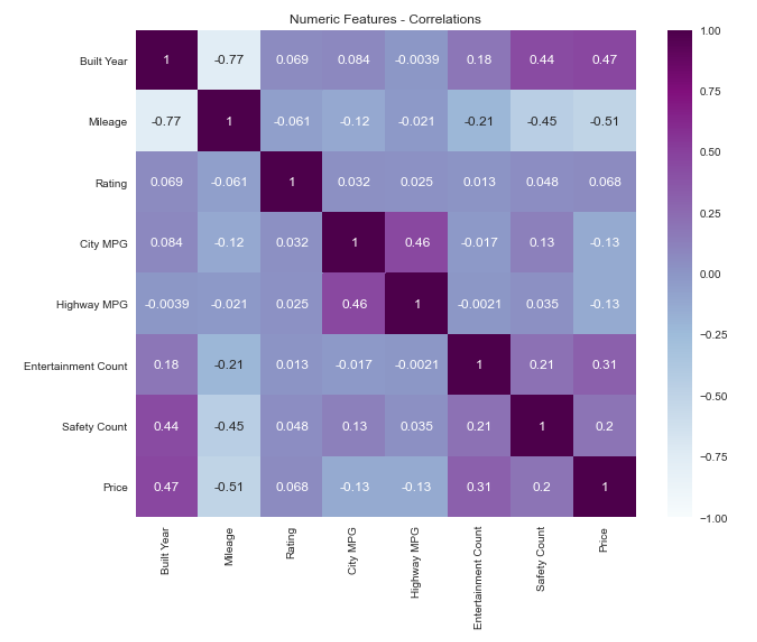 Numeric Features - Correlations
Built Year 1 -0.77 0.069 0.084 -0.0039 0.18 0.44 0.47
Mileage -0.77 1 -0.061 -0.12 -0.021 -0.21 -0.45 -0.51
Rating 0.069 -0.061 1 0.032 0.025 0.013 0.048 0.068
City MPG 0.084 -0.12 0.032 1 0.46 -0.017 0.13 -0.13
Highway MPG -0.0039 -0.021 0.025 0.46 1 -0.0021 0.035 -0.13
Entertainment Count 0.18 -0.21 0.013 -0.017 -0.0021 1 0.21 0.31
Safety Count 0.44 -0.45 0.048 0.13 0.035 0.21 1 0.2
Price 0.47 -0.51 0.068 -0.13 -0.13 0.31 0.2 1
Built Year
Mileage
Rating
City MPG
Highway MPG
Entertainment Count
Safety Count
Price
1.00
0.75
0.50
0.25
0.00
−0.25
−0.50
−0.75
−1.00